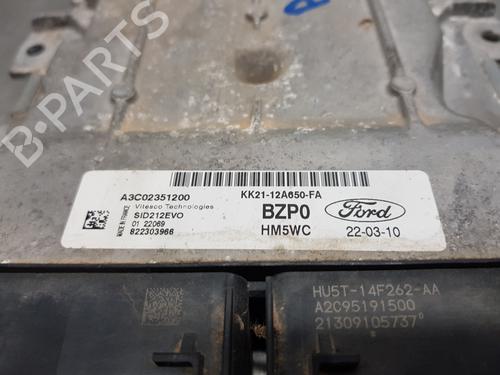 B-Parts
A3C02351200
Vitesco Technologies
MADE IN FRANCE
SID212EVO
01 22069
822303966
KK21-12A650-FA
BZP0
HM5WC
Ford
22-03-10
HU5T-14F262-AA
A2C95191500
21309105737